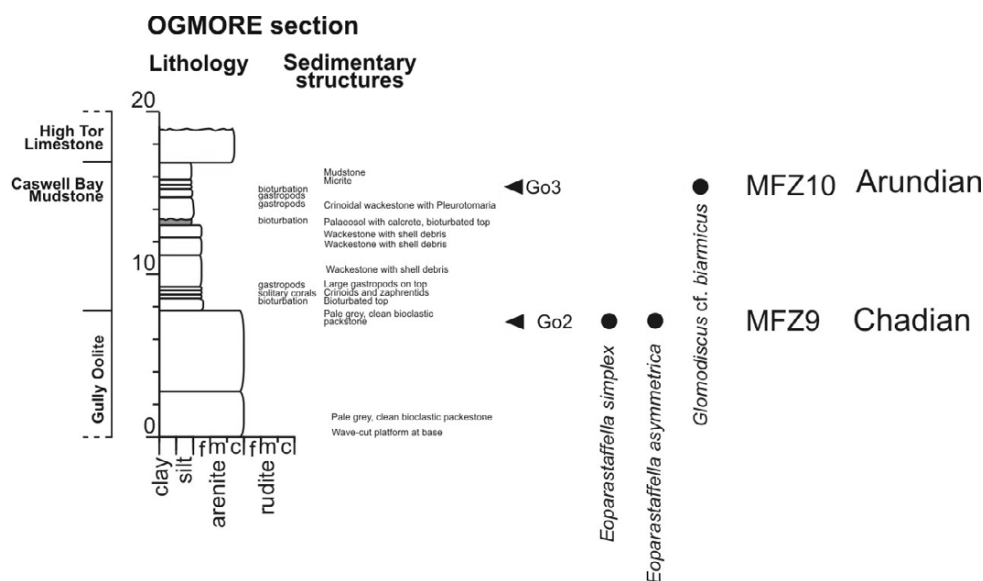 OGMORE section
Lithology
Sedimentary
structures
20
High Tor
Limestone
Caswell Bay
Mudstone
Mudstone
Micrite
bioturbation
gastropods
gastropods
Crinoidal wackestone with Pleurotomaria
bioturbation
Palaeosol with calcrete, bioturbated top
Wackestone with shell debris
Wackestone with shell debris
10
Wackestone with shell debris
gastropods
Large gastropods on top
solitary corals
Crinoids and zaphrentids
bioturbation
Bioturbated top
Pale grey, clean bioclastic
packstone
Gully Oolite
Pale grey, clean bioclastic packestone
0
Wave-cut platform at base
f m c f m c
clay
silt
arenite
rudite
Go3
MFZ10
Arundian
Go2
MFZ9
Chadian
Eoparastaffella simplex
Eoparastaffella asymmetrica
Glomodiscus cf. biarmicus